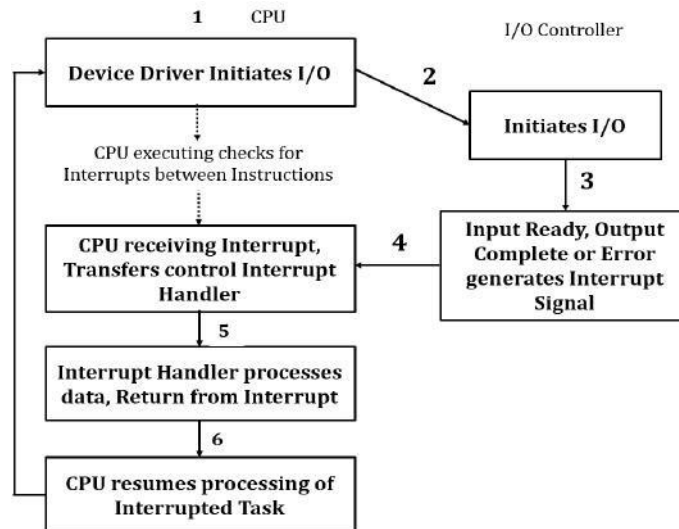 1 CPU
I/O Controller
Device Driver Initiates I/O
2
Initiates I/O
CPU executing checks for
Interrupts between Instructions
3
CPU receiving Interrupt,
Transfers control Interrupt
Handler
4
Input Ready, Output
Complete or Error
generates Interrupt
Signal
5
Interrupt Handler processes
data, Return from Interrupt
6
CPU resumes processing of
Interrupted Task